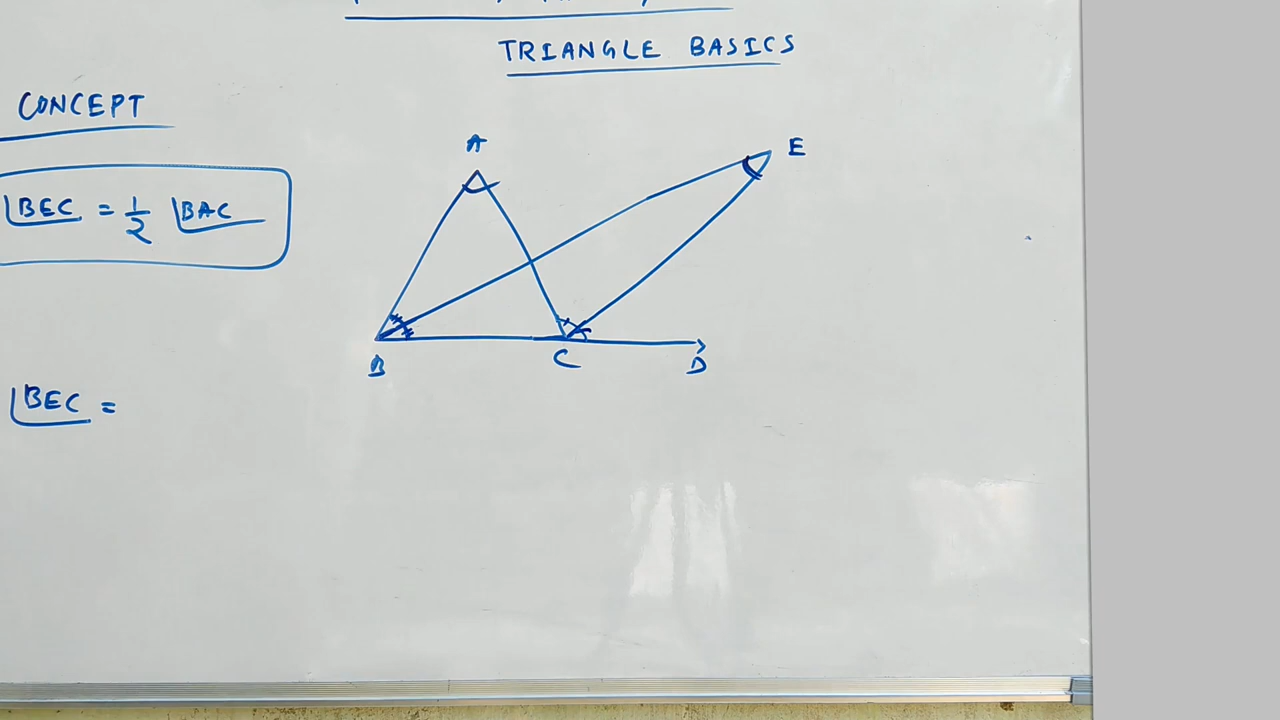 TRIANGLE BASICS
CONCEPT
∠BEC = 1/2 ∠BAC
A
E
B
C
D
∠BEC =